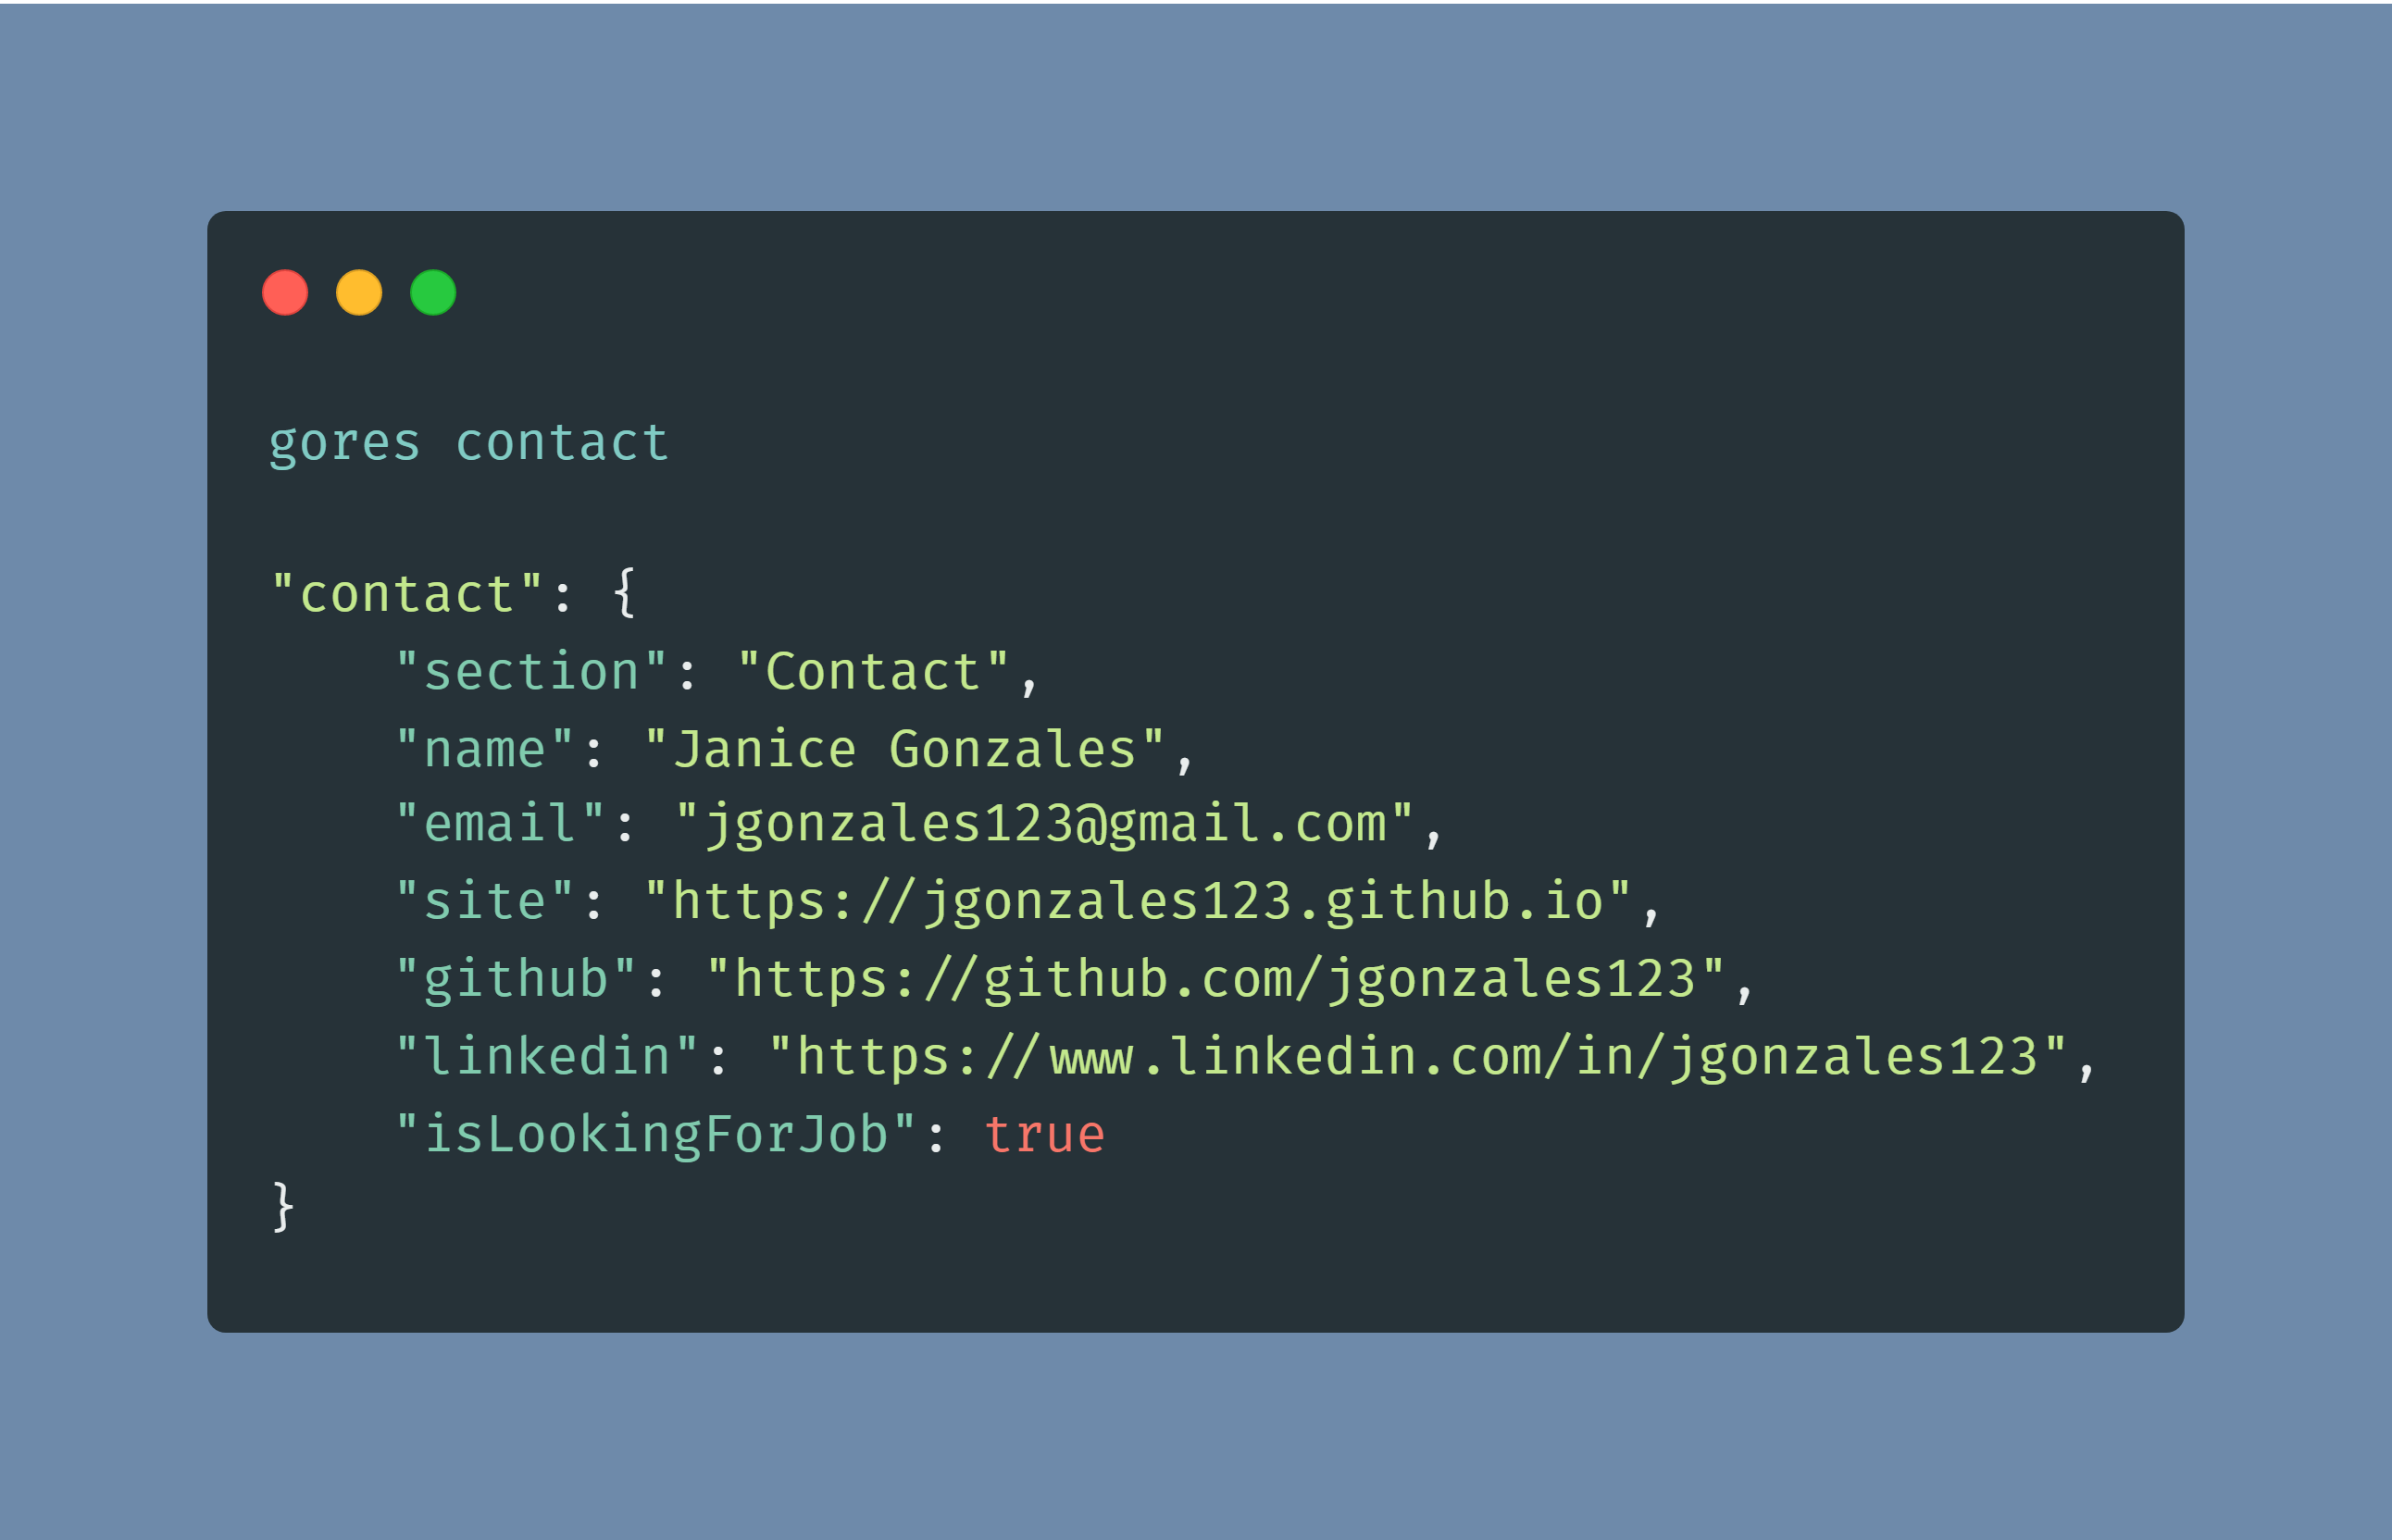 gores contact
"contact": {
    "section": "Contact",
    "name": "Janice Gonzales",
    "email": "jgonzales123@gmail.com",
    "site": "https://jgonzales123.github.io",
    "github": "https://github.com/jgonzales123",
    "linkedin": "https://www.linkedin.com/in/jgonzales123",
    "isLookingForJob": true
}